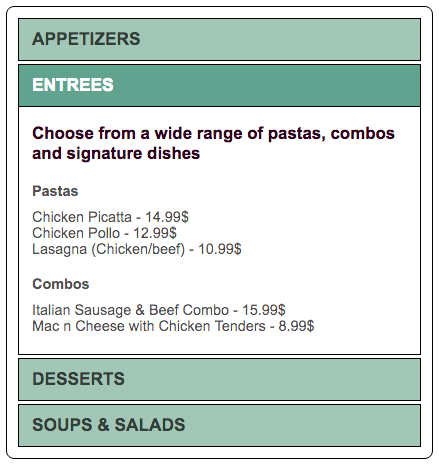 APPETIZERS
ENTREES
Choose from a wide range of pastas, combos
and signature dishes
Pastas
Chicken Picatta - 14.99$
Chicken Pollo - 12.99$
Lasagna (Chicken/beef) - 10.99$
Combos
Italian Sausage & Beef Combo - 15.99$
Mac n Cheese with Chicken Tenders - 8.99$
DESSERTS
SOUPS & SALADS